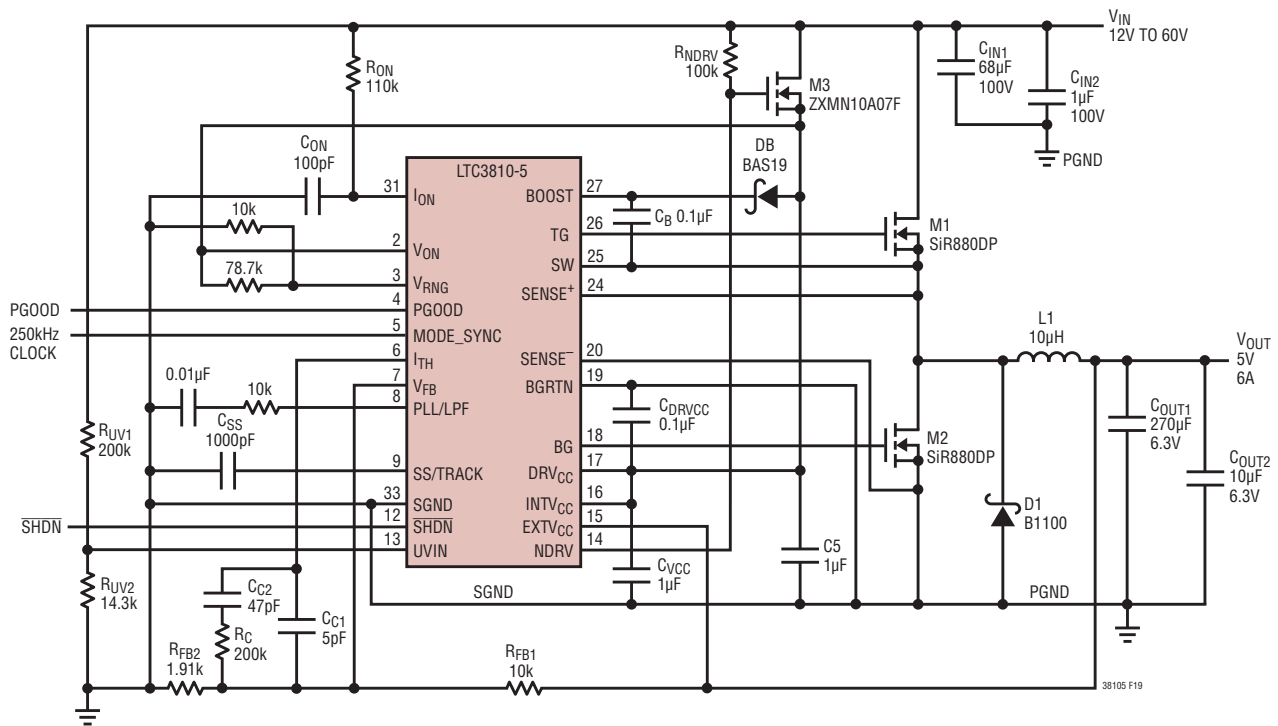 V_IN
12V TO 60V
R_ON
110k
R_NDRV
100k
M3
ZXMN10A07F
C_IN1
68µF
100V
C_IN2
1µF
100V
PGND
C_ON
100pF
DB
BAS19
LTC3810-5
31
I_ON
BOOST
27
C_B 0.1µF
10k
TG
26
M1
SiR880DP
2
V_ON
SW
25
78.7k
3
V_RNG
SENSE+
24
PGOOD
4
PGOOD
250kHz
CLOCK
5
MODE_SYNC
L1
10µH
6
I_TH
SENSE−
20
V_OUT
5V
6A
0.01µF
10k
7
V_FB
BGRTN
19
8
PLL/LPF
C_DRVCC
0.1µF
C_SS
1000pF
BG
18
M2
SiR880DP
C_OUT1
270µF
6.3V
R_UV1
200k
9
SS/TRACK
DRV_CC
17
C_OUT2
10µF
6.3V
33
SGND
INTV_CC
16
D1
B1100
SHDN
12
SHDN
EXTV_CC
15
13
UVIN
NDRV
14
C5
1µF
C_VCC
1µF
R_UV2
14.3k
C_C2
47pF
SGND
PGND
R_C
200k
C_C1
5pF
R_FB2
1.91k
R_FB1
10k
38105 F19